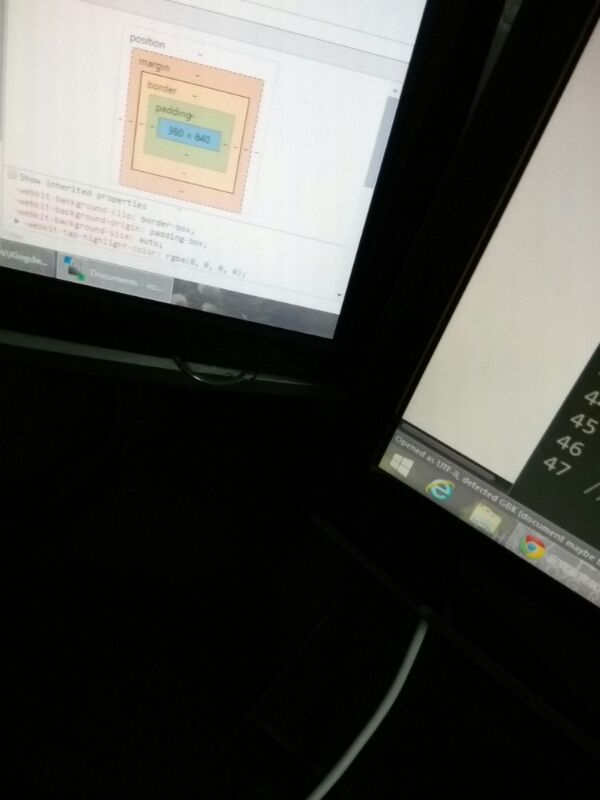 position
margin
border
padding
360 × 640
Show inherited properties
-webkit-background-clip: border-box;
-webkit-background-origin: padding-box;
-webkit-background-size: auto;
-webkit-tap-highlight-color: rgba(0, 0, 0, 0);
Documents - ro...
45
46
47 //
Opened as UTF-8, detected GBK (document maybe